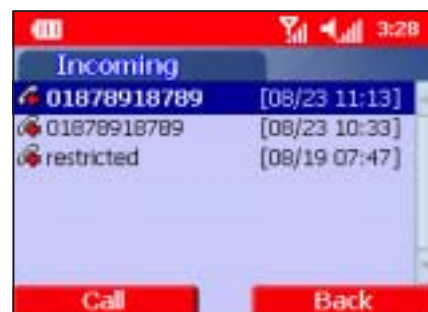 3:28
Incoming
01878918789 [08/23 11:13]
01878918789 [08/23 10:33]
restricted [08/19 07:47]
Call Back